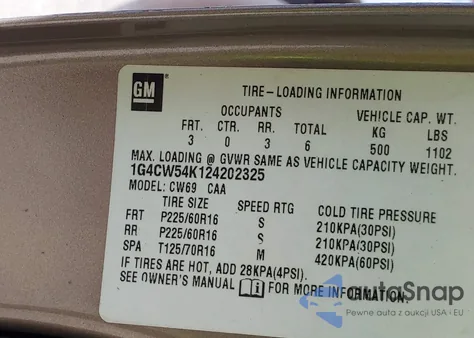 GM
TIRE-LOADING INFORMATION
OCCUPANTS VEHICLE CAP. WT.
FRT. CTR. RR. TOTAL KG LBS
3 0 3 6 500 1102
MAX. LOADING @ GVWR SAME AS VEHICLE CAPACITY WEIGHT.
1G4CW54K124202325
MODEL: CW69 CAA
TIRE SIZE SPEED RTG COLD TIRE PRESSURE
FRT P225/60R16 S 210KPA(30PSI)
RR P225/60R16 S 210KPA(30PSI)
SPA T125/70R16 M 420KPA(60PSI)
IF TIRES ARE HOT, ADD 28KPA(4PSI).
SEE OWNER'S MANUAL FOR MORE INFORMATION.
autoSnap
Pewne auta z aukcji USA i EU